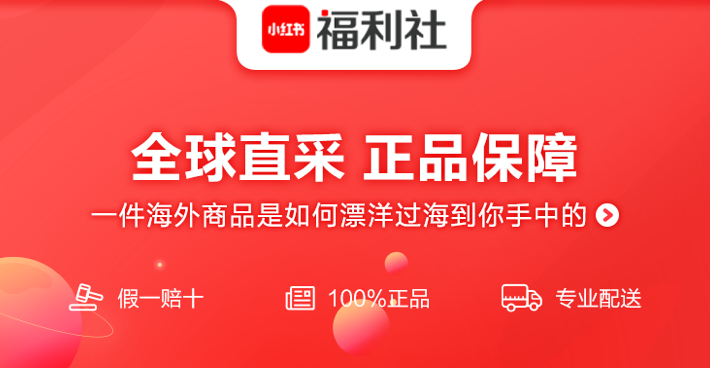 小红书 福利社
全球直采 正品保障
一件海外商品是如何漂洋过海到你手中的
假一赔十 100%正品 专业配送